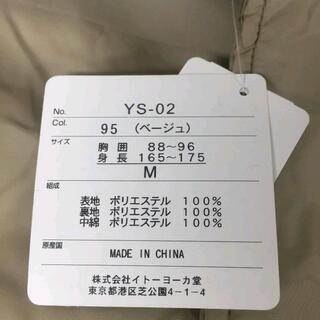 No. YS-02
Col. 95 (ベージュ)
サイズ
胸 囲 88~96
身 長 165~175
M
組成
表地 ポリエステル 100%
裏地 ポリエステル 100%
中綿 ポリエステル 100%
原産国
MADE IN CHINA
株式会社イトーヨーカ堂
東京都港区芝公園4-1-4